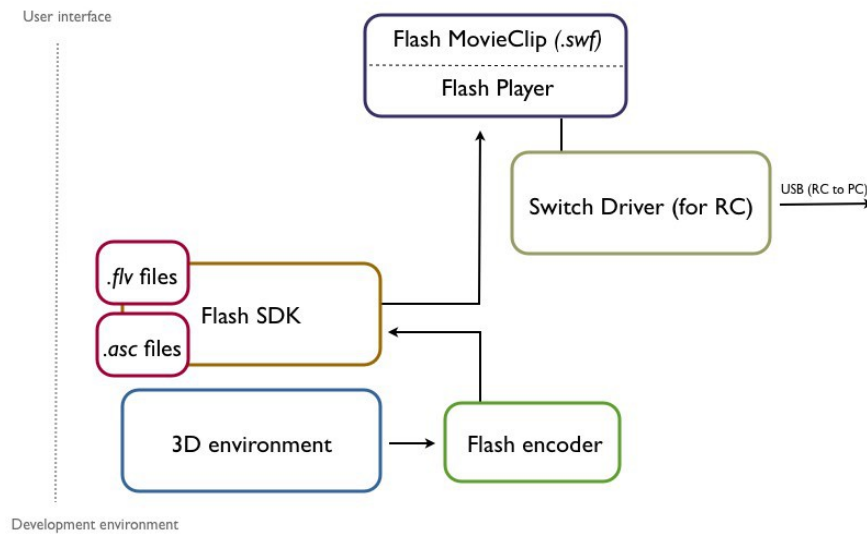 User interface
Flash MovieClip (.swf)
Flash Player
Switch Driver (for RC)
USB (RC to PC)
.flv files
Flash SDK
.asc files
3D environment
Flash encoder
Development environment